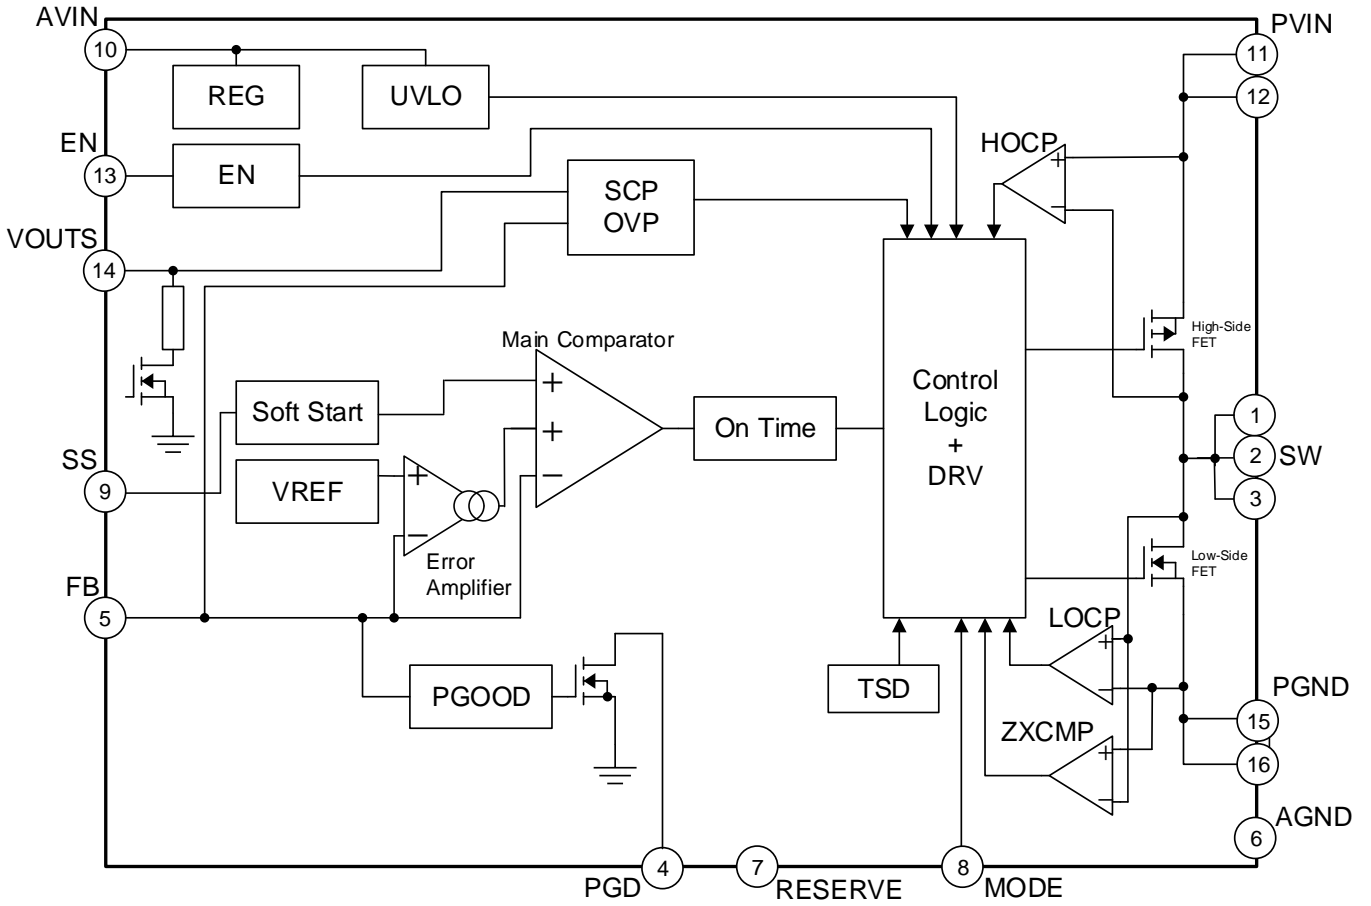 AVIN
PVIN
10
REG
UVLO
11
12
EN
13
EN
HOCP
+
−
SCP
OVP
VOUTS
14
High-Side
FET
Main Comparator
+
+
−
Soft Start
On Time
Control
Logic
+
DRV
1
2
3
SW
SS
9
VREF
+
−
Error
Amplifier
Low-Side
FET
FB
5
LOCP
+
−
PGOOD
TSD
PGND
15
16
ZXCMP
+
−
AGND
6
4
PGD
7
RESERVE
8
MODE